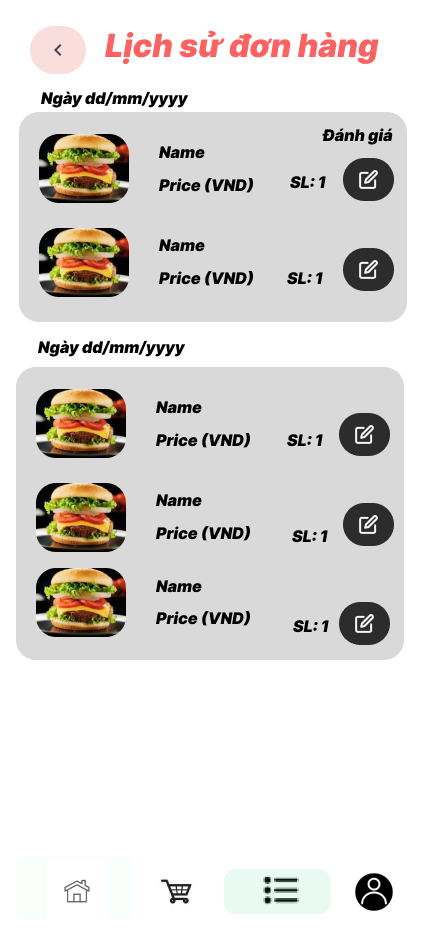 Lịch sử đơn hàng
Ngày dd/mm/yyyy
Đánh giá
Name
Price (VND) SL: 1
Name
Price (VND) SL: 1
Ngày dd/mm/yyyy
Name
Price (VND) SL: 1
Name
Price (VND) SL: 1
Name
Price (VND) SL: 1